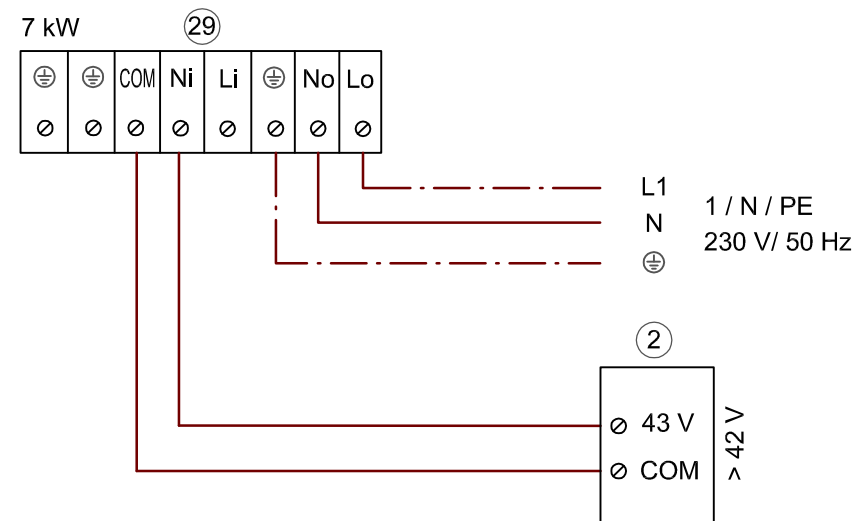 7 kW
29
COM Ni Li No Lo
L1
N
1 / N / PE
230 V/ 50 Hz
2
43 V
COM
> 42 V